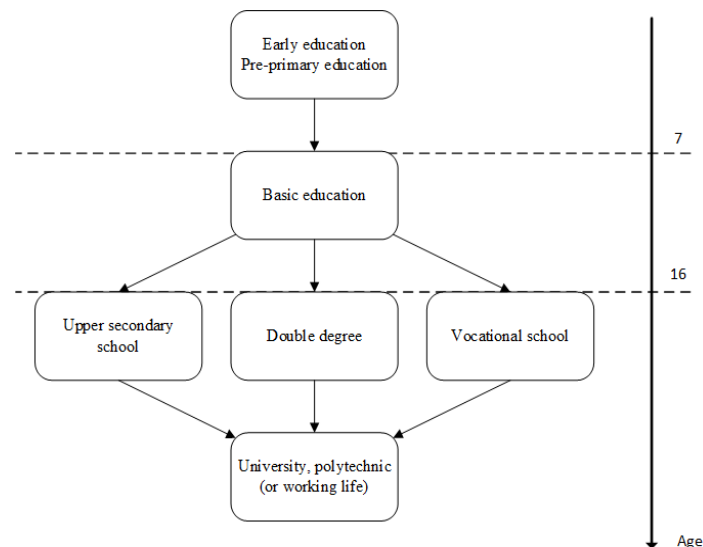 Early education
Pre-primary education
7
Basic education
16
Upper secondary
school
Double degree
Vocational school
University, polytechnic
(or working life)
Age